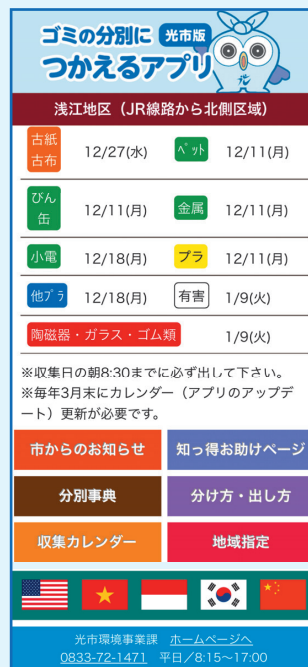 ゴミの分別に 光市版
つかえるアプリ
浅江地区（JR線路から北側区域）
古紙
古布 12/27(水) ﾍﾟｯﾄ 12/11(月)
びん
缶 12/11(月) 金属 12/11(月)
小電 12/18(月) プラ 12/11(月)
他ﾌﾟﾗ 12/18(月) 有害 1/9(火)
陶磁器・ガラス・ゴム類 1/9(火)
※収集日の朝8:30までに必ず出して下さい。
※毎年3月末にカレンダー（アプリのアップデ
ート）更新が必要です。
市からのお知らせ 知っ得お助けページ
分別事典 分け方・出し方
収集カレンダー 地域指定
光市環境事業課 ホームページへ
0833-72-1471 平日／8:15〜17:00